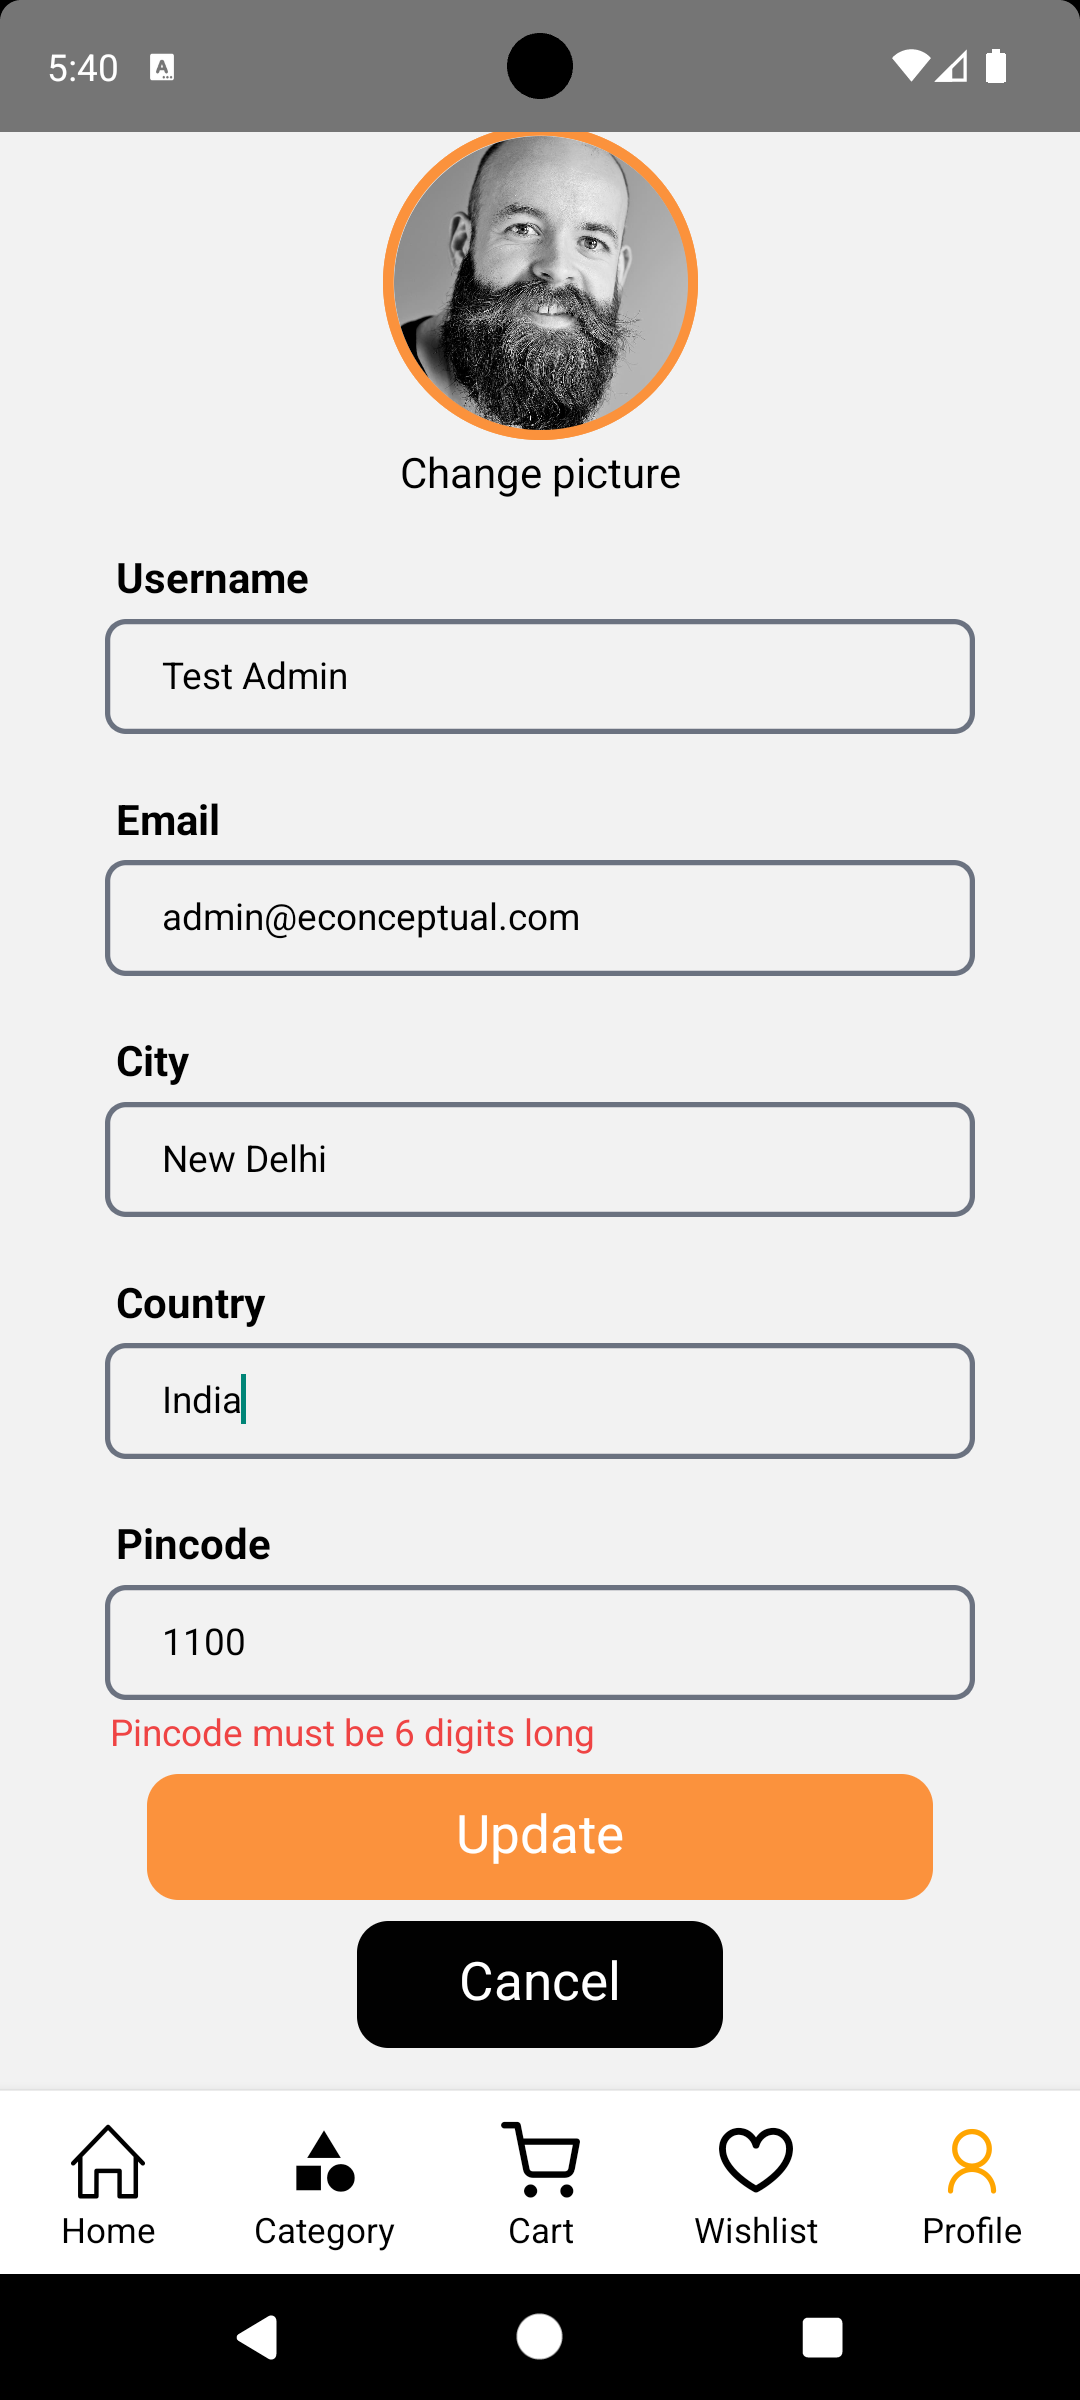 5:40
Change picture
Username
Test Admin
Email
admin@econceptual.com
City
New Delhi
Country
India
Pincode
1100
Pincode must be 6 digits long
Update
Cancel
Home Category Cart Wishlist Profile